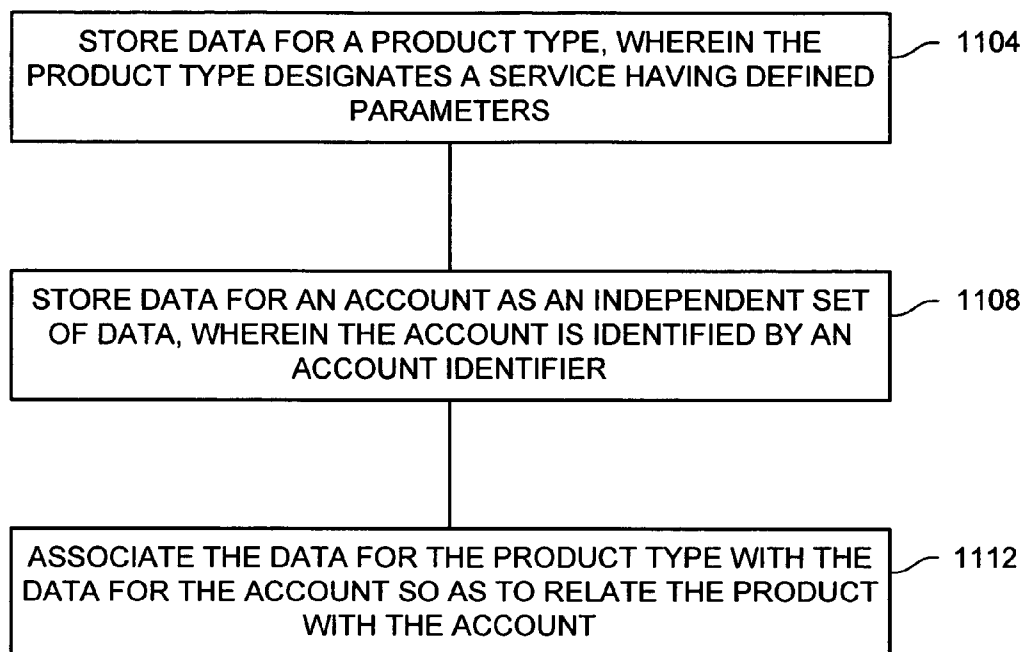 STORE DATA FOR A PRODUCT TYPE, WHEREIN THE
PRODUCT TYPE DESIGNATES A SERVICE HAVING DEFINED
PARAMETERS
1104
STORE DATA FOR AN ACCOUNT AS AN INDEPENDENT SET
OF DATA, WHEREIN THE ACCOUNT IS IDENTIFIED BY AN
ACCOUNT IDENTIFIER
1108
ASSOCIATE THE DATA FOR THE PRODUCT TYPE WITH THE
DATA FOR THE ACCOUNT SO AS TO RELATE THE PRODUCT
WITH THE ACCOUNT
1112